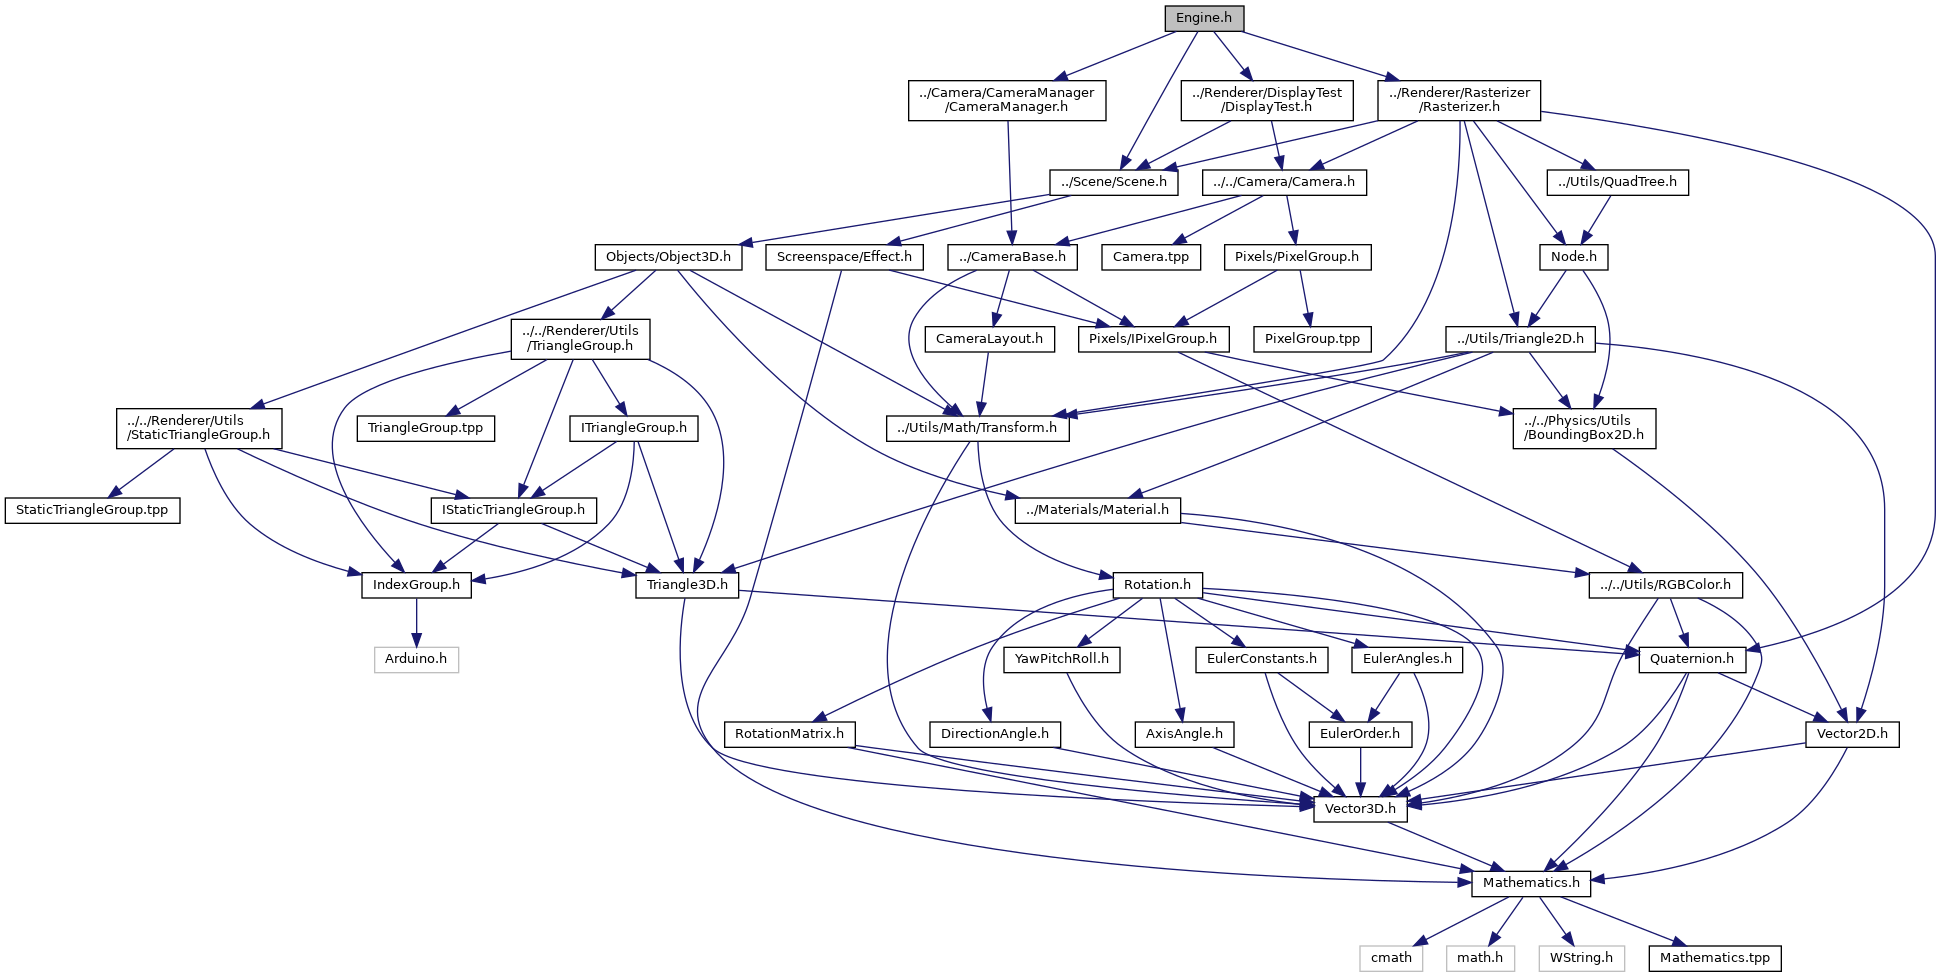 Engine.h
../Camera/CameraManager
/CameraManager.h
../Renderer/DisplayTest
/DisplayTest.h
../Renderer/Rasterizer
/Rasterizer.h
../Scene/Scene.h
../../Camera/Camera.h
../Utils/QuadTree.h
Objects/Object3D.h
Screenspace/Effect.h
../CameraBase.h
Camera.tpp
Pixels/PixelGroup.h
Node.h
../../Renderer/Utils
/TriangleGroup.h
CameraLayout.h
Pixels/IPixelGroup.h
PixelGroup.tpp
../Utils/Triangle2D.h
../../Renderer/Utils
/StaticTriangleGroup.h
TriangleGroup.tpp
ITriangleGroup.h
../Utils/Math/Transform.h
../../Physics/Utils
/BoundingBox2D.h
StaticTriangleGroup.tpp
IStaticTriangleGroup.h
../Materials/Material.h
IndexGroup.h
Triangle3D.h
Rotation.h
../../Utils/RGBColor.h
Arduino.h
YawPitchRoll.h
EulerConstants.h
EulerAngles.h
Quaternion.h
RotationMatrix.h
DirectionAngle.h
AxisAngle.h
EulerOrder.h
Vector2D.h
Vector3D.h
Mathematics.h
cmath
math.h
WString.h
Mathematics.tpp